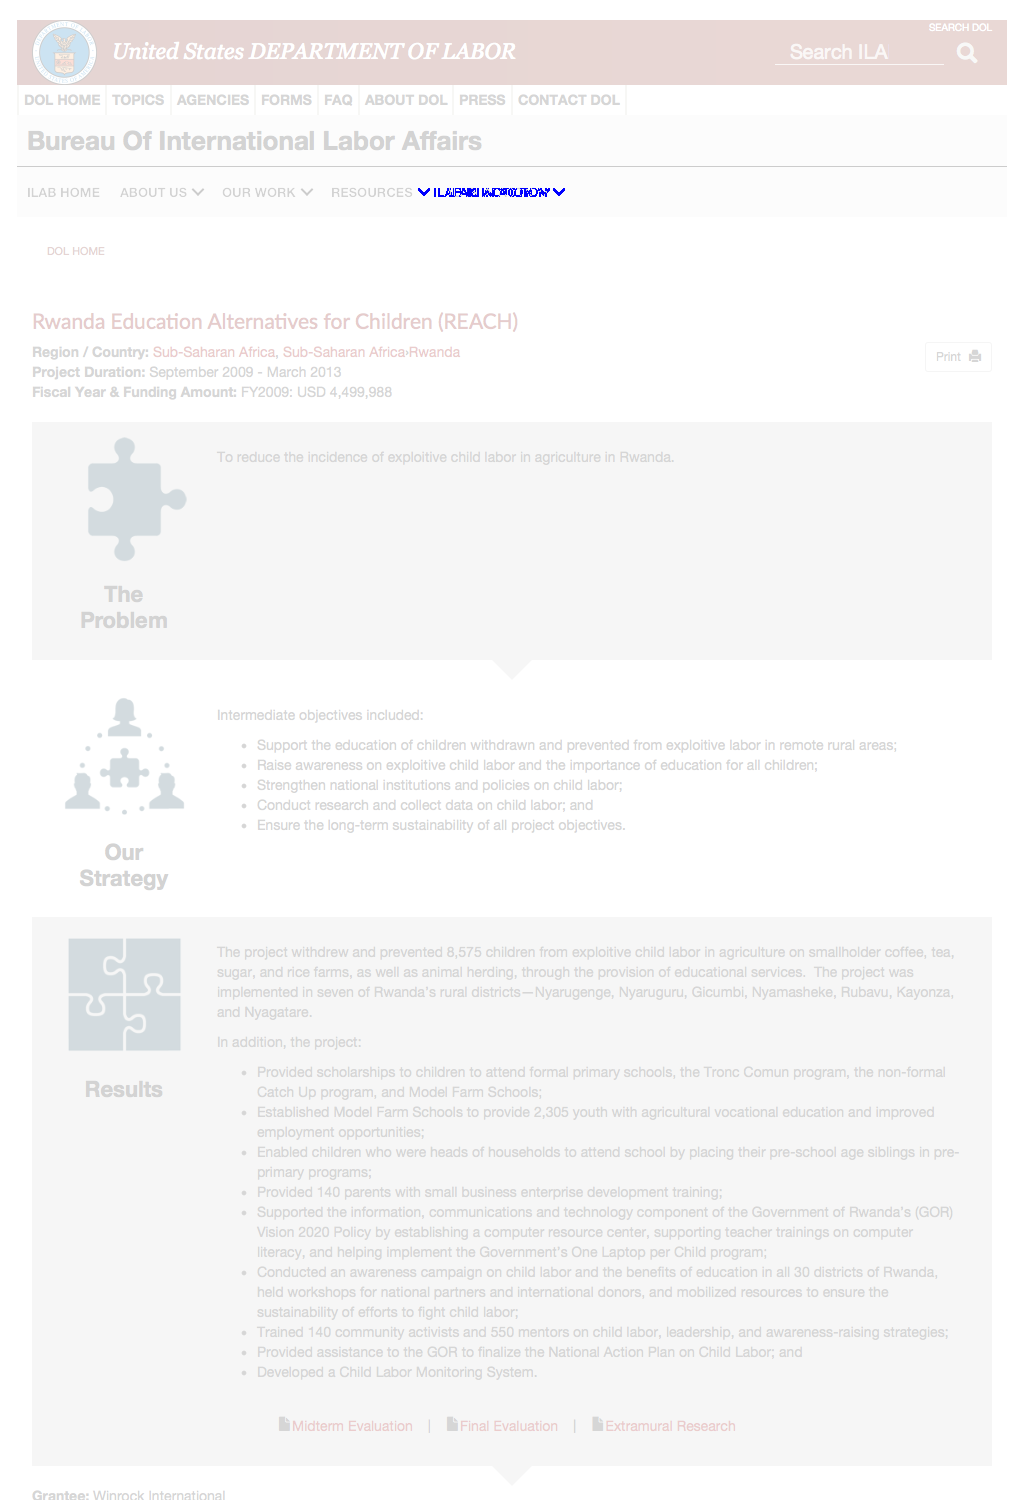 SEARCH DOL
United States DEPARTMENT OF LABOR
Search ILA
DOL HOME TOPICS AGENCIES FORMS FAQ ABOUT DOL PRESS CONTACT DOL
Bureau Of International Labor Affairs
ILAB HOME ABOUT US OUR WORK RESOURCES
DOL HOME
Rwanda Education Alternatives for Children (REACH)
Region / Country: Sub-Saharan Africa, Sub-Saharan Africa›Rwanda
Print
Project Duration: September 2009 - March 2013
Fiscal Year & Funding Amount: FY2009: USD 4,499,988
The
Problem
To reduce the incidence of exploitive child labor in agriculture in Rwanda.
Our
Strategy
Intermediate objectives included:
• Support the education of children withdrawn and prevented from exploitive labor in remote rural areas;
• Raise awareness on exploitive child labor and the importance of education for all children;
• Strengthen national institutions and policies on child labor;
• Conduct research and collect data on child labor; and
• Ensure the long-term sustainability of all project objectives.
Results
The project withdrew and prevented 8,575 children from exploitive child labor in agriculture on smallholder coffee, tea,
sugar, and rice farms, as well as animal herding, through the provision of educational services. The project was
implemented in seven of Rwanda's rural districts—Nyarugenge, Nyaruguru, Gicumbi, Nyamasheke, Rubavu, Kayonza,
and Nyagatare.
In addition, the project:
• Provided scholarships to children to attend formal primary schools, the Tronc Comun program, the non-formal
Catch Up program, and Model Farm Schools;
• Established Model Farm Schools to provide 2,305 youth with agricultural vocational education and improved
employment opportunities;
• Enabled children who were heads of households to attend school by placing their pre-school age siblings in pre-
primary programs;
• Provided 140 parents with small business enterprise development training;
• Supported the information, communications and technology component of the Government of Rwanda's (GOR)
Vision 2020 Policy by establishing a computer resource center, supporting teacher trainings on computer
literacy, and helping implement the Government's One Laptop per Child program;
• Conducted an awareness campaign on child labor and the benefits of education in all 30 districts of Rwanda,
held workshops for national partners and international donors, and mobilized resources to ensure the
sustainability of efforts to fight child labor;
• Trained 140 community activists and 550 mentors on child labor, leadership, and awareness-raising strategies;
• Provided assistance to the GOR to finalize the National Action Plan on Child Labor; and
• Developed a Child Labor Monitoring System.
Midterm Evaluation | Final Evaluation | Extramural Research
Grantee: Winrock International